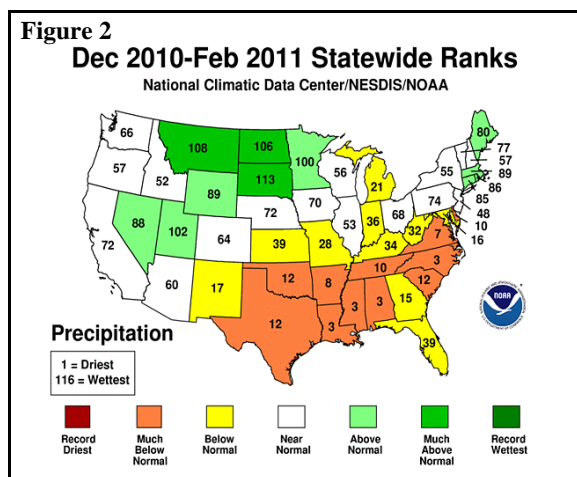 Figure 2
Dec 2010-Feb 2011 Statewide Ranks
National Climatic Data Center/NESDIS/NOAA
66
108
106
100
80
77
57
57
52
113
56
55
89
89
21
86
88
102
72
70
74
85
72
64
53
36
68
48
39
28
34
32
10
7
16
60
17
12
8
10
3
12
12
3
3
3
15
39
NOAA
Precipitation
1 = Driest
116 = Wettest
Record
Driest
Much
Below
Normal
Below
Normal
Near
Normal
Above
Normal
Much
Above
Normal
Record
Wettest